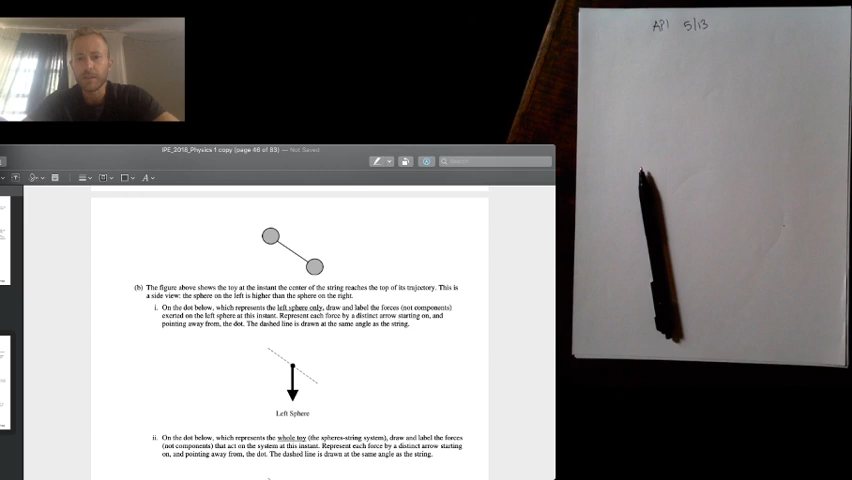 API 5/13
IPE_2018_Physics 1 copy (page 46 of 83) — Not Saved
Search
(b) The figure above shows the toy at the instant the center of the string reaches the top of its trajectory. This is
a side view: the sphere on the left is higher than the sphere on the right.
i. On the dot below, which represents the left sphere only, draw and label the forces (not components)
exerted on the left sphere at this instant. Represent each force by a distinct arrow starting on, and
pointing away from, the dot. The dashed line is drawn at the same angle as the string.
Left Sphere
ii. On the dot below, which represents the whole toy (the spheres-string system), draw and label the forces
(not components) that act on the system at this instant. Represent each force by a distinct arrow starting
on, and pointing away from, the dot. The dashed line is drawn at the same angle as the string.